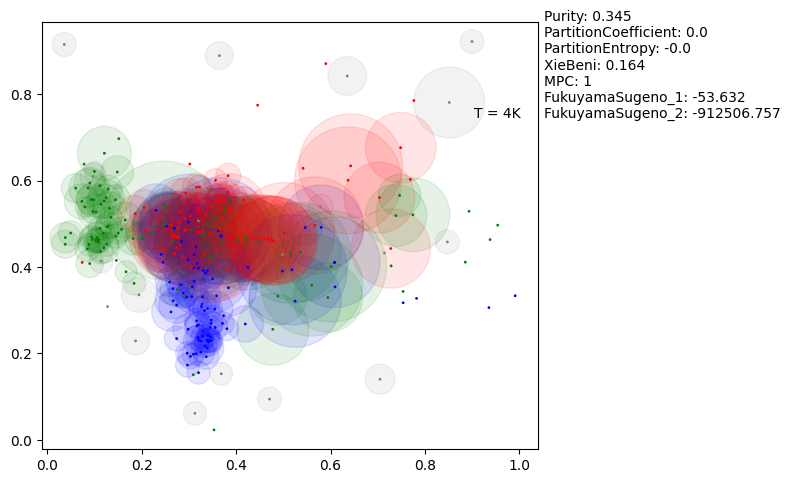 Purity: 0.345
PartitionCoefficient: 0.0
PartitionEntropy: -0.0
XieBeni: 0.164
MPC: 1
FukuyamaSugeno_1: -53.632
FukuyamaSugeno_2: -912506.757
T = 4K
0.8
0.6
0.4
0.2
0.0
0.0 0.2 0.4 0.6 0.8 1.0